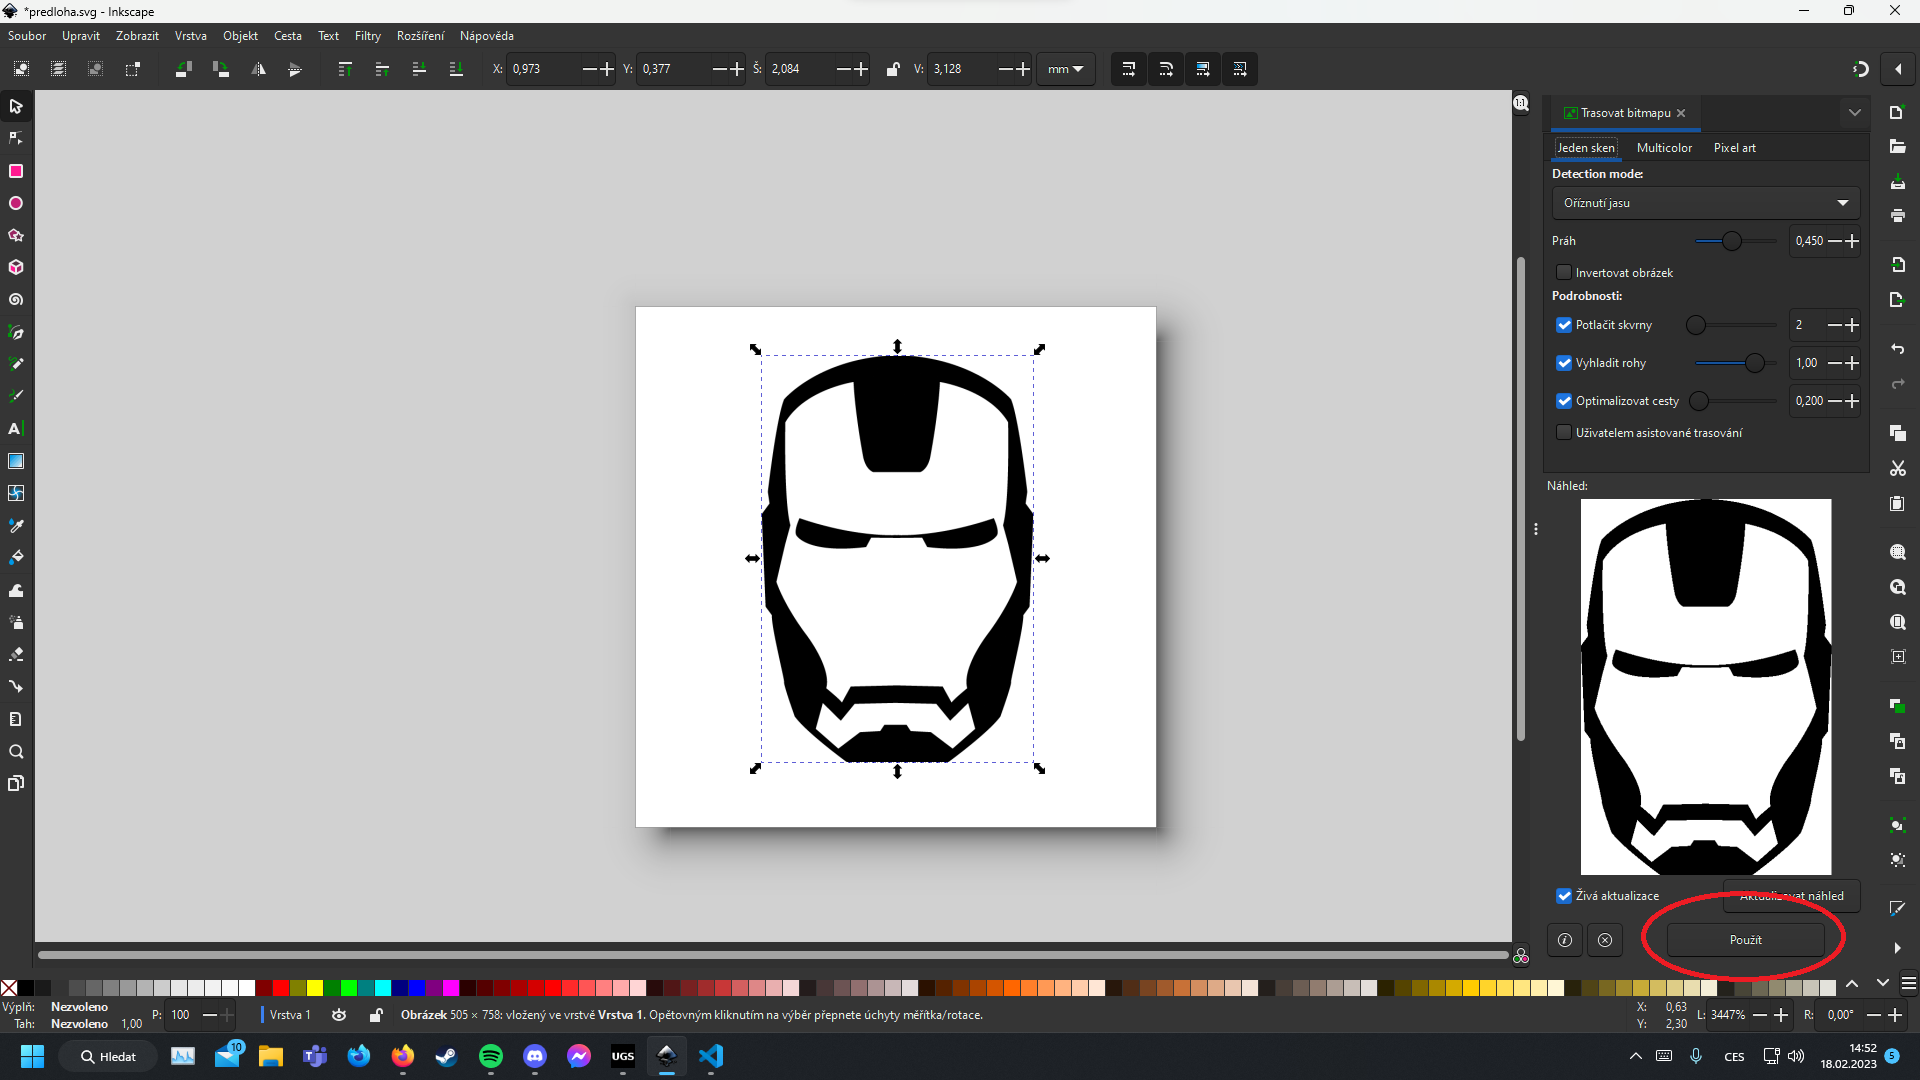 *predloha.svg - Inkscape
Soubor Upravit Zobrazit Vrstva Objekt Cesta Text Filtry Rozšíření Nápověda
X: 0,973 Y: 0,377 Š: 2,084 V: 3,128 mm
1:1
Trasovat bitmapu
Jeden sken Multicolor Pixel art
Detection mode:
Oříznutí jasu
Práh 0,450
Invertovat obrázek
Podrobnosti:
Potlačit skvrny 2
Vyhladit rohy 1,00
Optimalizovat cesty 0,200
Uživatelem asistované trasování
Náhled:
Živá aktualizace Aktualizovat náhled
Použít
Výplň: Nezvoleno
Tah: Nezvoleno 1,00
P: 100
Vrstva 1
Obrázek 505 × 758: vložený ve vrstvě Vrstva 1. Opětovným kliknutím na výběr přepnete úchyty měřítka/rotace.
X: 0,63
Y: 2,30
L: 3447%
R: 0,00°
Hledat
10
UGS
CES
14:52
18.02.2023
5